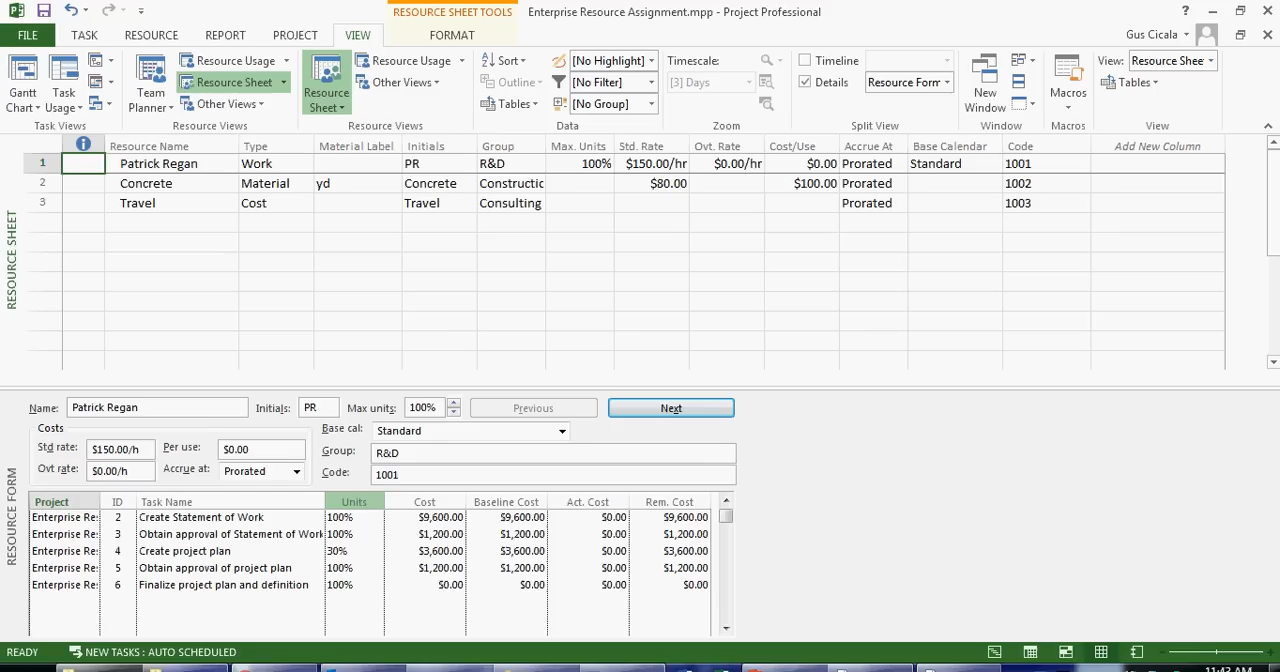 RESOURCE SHEET TOOLS Enterprise Resource Assignment.mpp - Project Professional ?
FILE TASK RESOURCE REPORT PROJECT VIEW FORMAT Gus Cicala
Resource Usage Resource Usage Sort [No Highlight] Timescale: Timeline View: Resource Shee
Gantt Chart Task Usage Team Planner Resource Sheet Resource Sheet Other Views Outline [No Filter] [3] Days Details Resource Form New Window Macros Tables
Other Views Tables [No Group]
Task Views Resource Views Resource Views Data Zoom Split View Window Macros View
Resource Name Type Material Label Initials Group Max. Units Std. Rate Ovt. Rate Cost/Use Accrue At Base Calendar Code Add New Column
1 Patrick Regan Work PR R&D 100% $150.00/hr $0.00/hr $0.00 Prorated Standard 1001
2 Concrete Material yd Concrete Constructic $80.00 $100.00 Prorated 1002
3 Travel Cost Travel Consulting Prorated 1003
RESOURCE SHEET
Name: Patrick Regan Initials: PR Max units: 100% Previous Next
Costs Base cal: Standard
Std rate: $150.00/h Per use: $0.00 Group: R&D
Ovt rate: $0.00/h Accrue at: Prorated Code: 1001
RESOURCE FORM
Project ID Task Name Units Cost Baseline Cost Act. Cost Rem. Cost
Enterprise Re: 2 Create Statement of Work 100% $9,600.00 $9,600.00 $0.00 $9,600.00
Enterprise Re: 3 Obtain approval of Statement of Work 100% $1,200.00 $1,200.00 $0.00 $1,200.00
Enterprise Re: 4 Create project plan 30% $3,600.00 $3,600.00 $0.00 $3,600.00
Enterprise Re: 5 Obtain approval of project plan 100% $1,200.00 $1,200.00 $0.00 $1,200.00
Enterprise Re: 6 Finalize project plan and definition 100% $0.00 $0.00 $0.00 $0.00
READY NEW TASKS : AUTO SCHEDULED